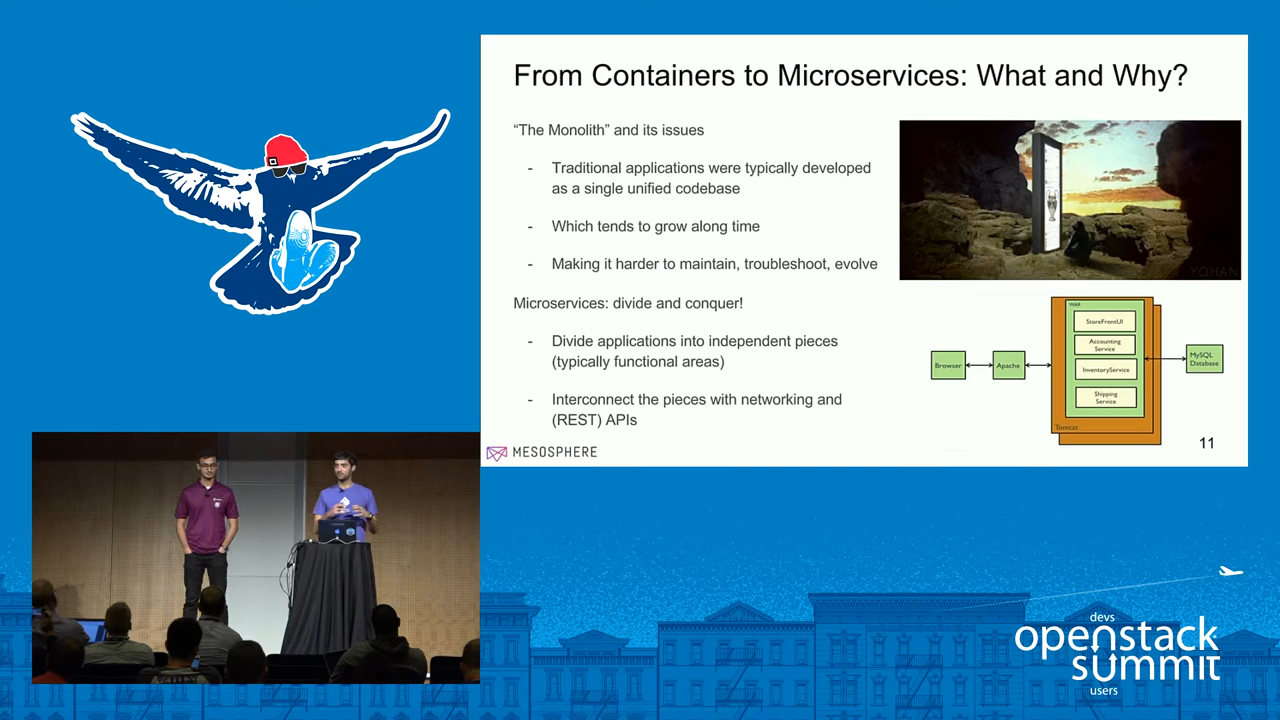 From Containers to Microservices: What and Why?
“The Monolith” and its issues
- Traditional applications were typically developed
as a single unified codebase
- Which tends to grow along time
- Making it harder to maintain, troubleshoot, evolve
Microservices: divide and conquer!
- Divide applications into independent pieces
(typically functional areas)
- Interconnect the pieces with networking and
(REST) APIs
YOHAN
WAR
StoreFrontUI
Accounting
Service
InventoryService
Shipping
Service
Browser
Apache
MySQL
Database
Tomcat
MESOSPHERE
11
devs
openstack
summit
users